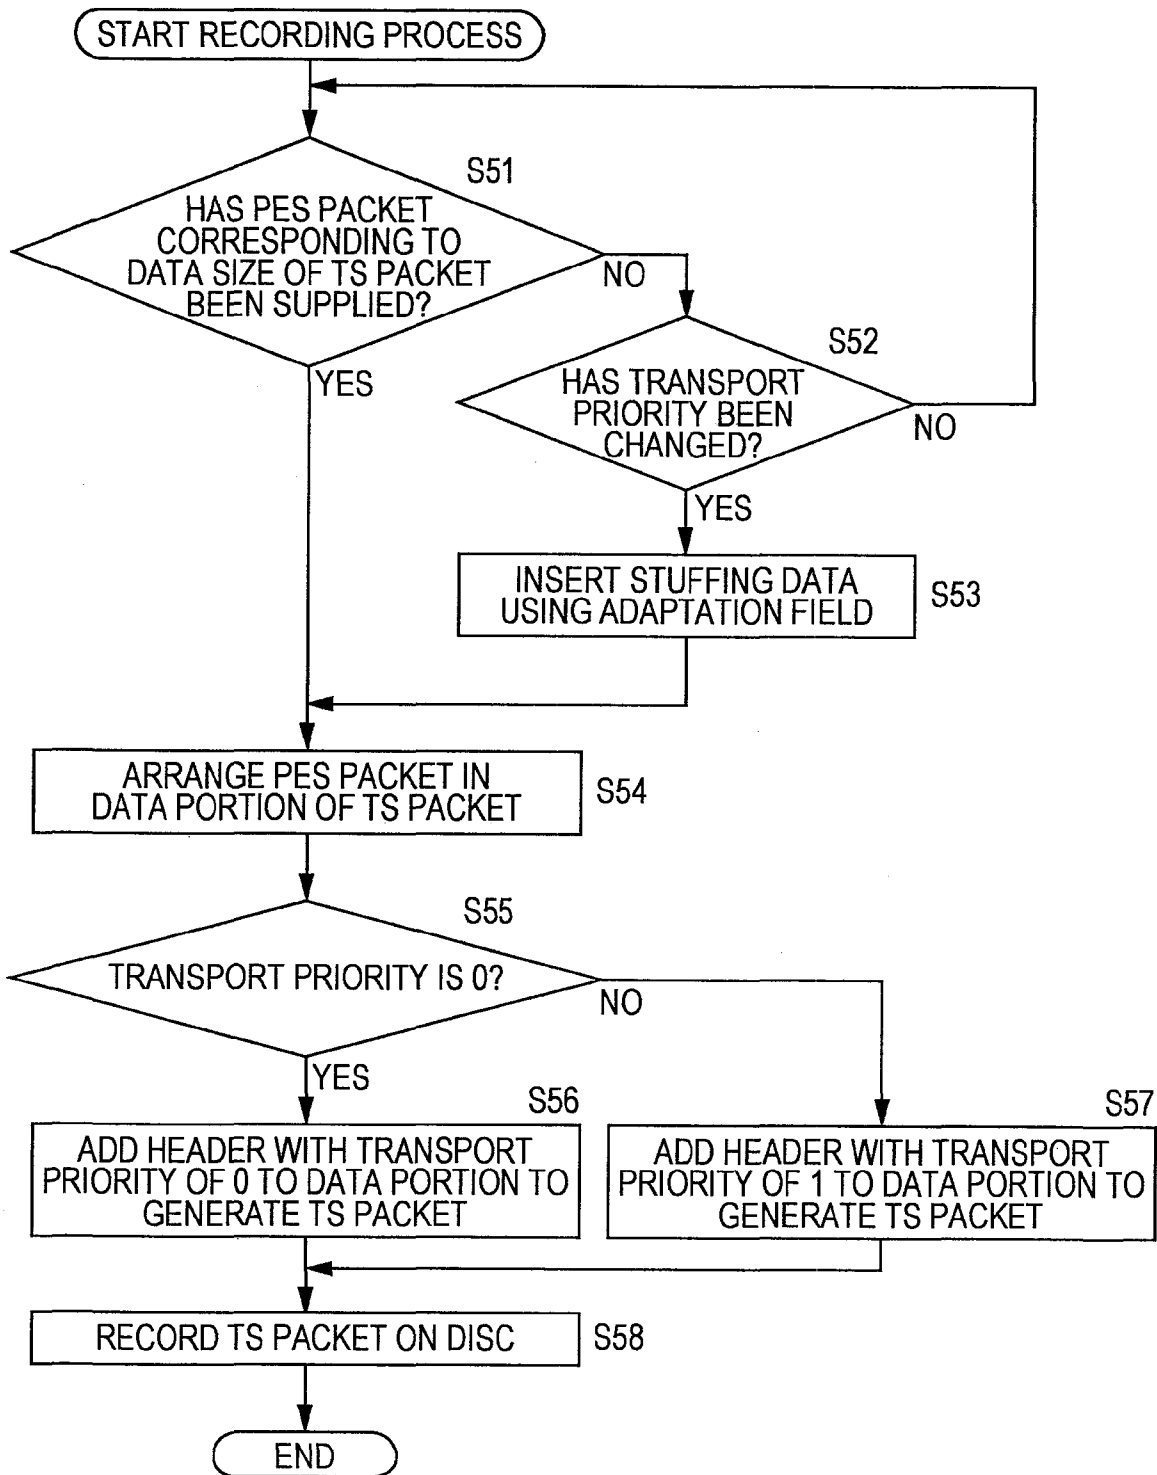 START RECORDING PROCESS
S51
HAS PES PACKET
CORRESPONDING TO
DATA SIZE OF TS PACKET
BEEN SUPPLIED?
NO
YES
S52
HAS TRANSPORT
PRIORITY BEEN
CHANGED?
NO
YES
INSERT STUFFING DATA
USING ADAPTATION FIELD
S53
ARRANGE PES PACKET IN
DATA PORTION OF TS PACKET
S54
S55
TRANSPORT PRIORITY IS 0?
NO
YES
S56
ADD HEADER WITH TRANSPORT
PRIORITY OF 0 TO DATA PORTION TO
GENERATE TS PACKET
S57
ADD HEADER WITH TRANSPORT
PRIORITY OF 1 TO DATA PORTION TO
GENERATE TS PACKET
RECORD TS PACKET ON DISC
S58
END